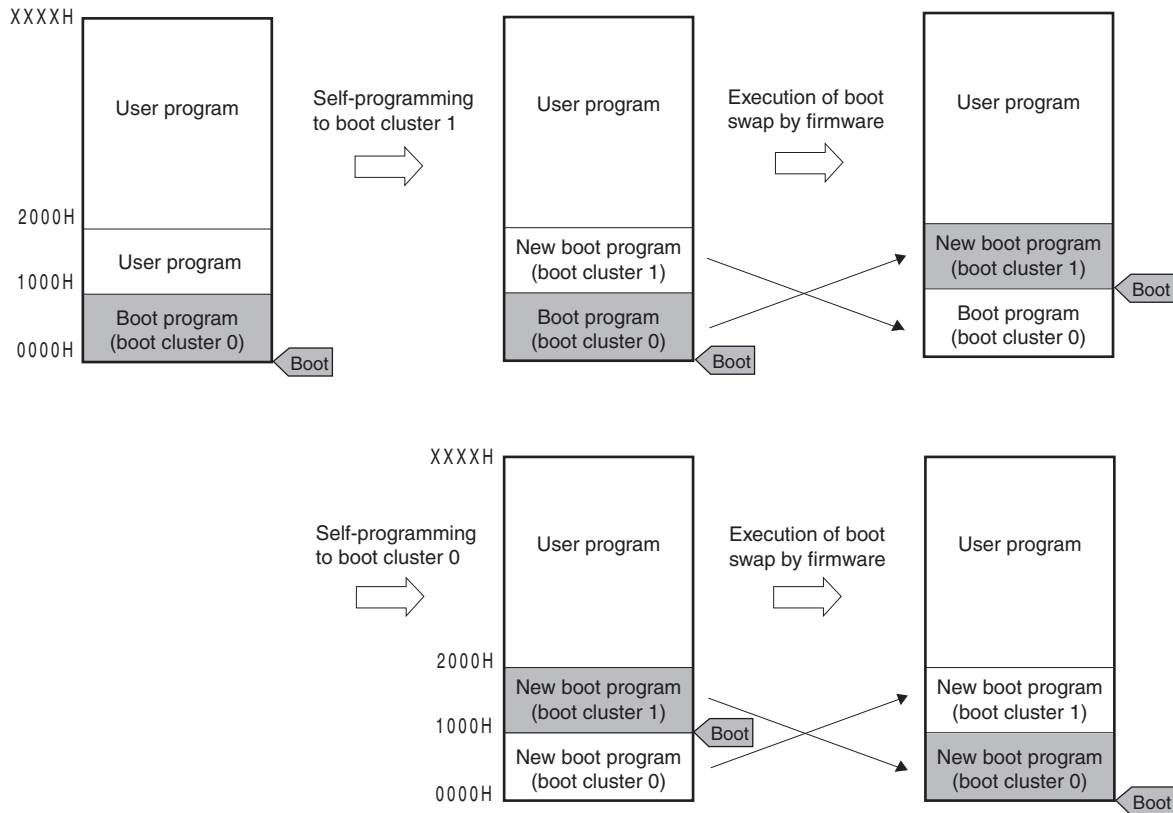 XXXXH
User program
2000H
User program
1000H
Boot program
(boot cluster 0)
0000H
Boot
Self-programming
to boot cluster 1
User program
New boot program
(boot cluster 1)
Boot program
(boot cluster 0)
Boot
Execution of boot
swap by firmware
User program
New boot program
(boot cluster 1)
Boot
Boot program
(boot cluster 0)
Self-programming
to boot cluster 0
XXXXH
User program
2000H
New boot program
(boot cluster 1)
1000H
Boot
New boot program
(boot cluster 0)
0000H
Execution of boot
swap by firmware
User program
New boot program
(boot cluster 1)
New boot program
(boot cluster 0)
Boot